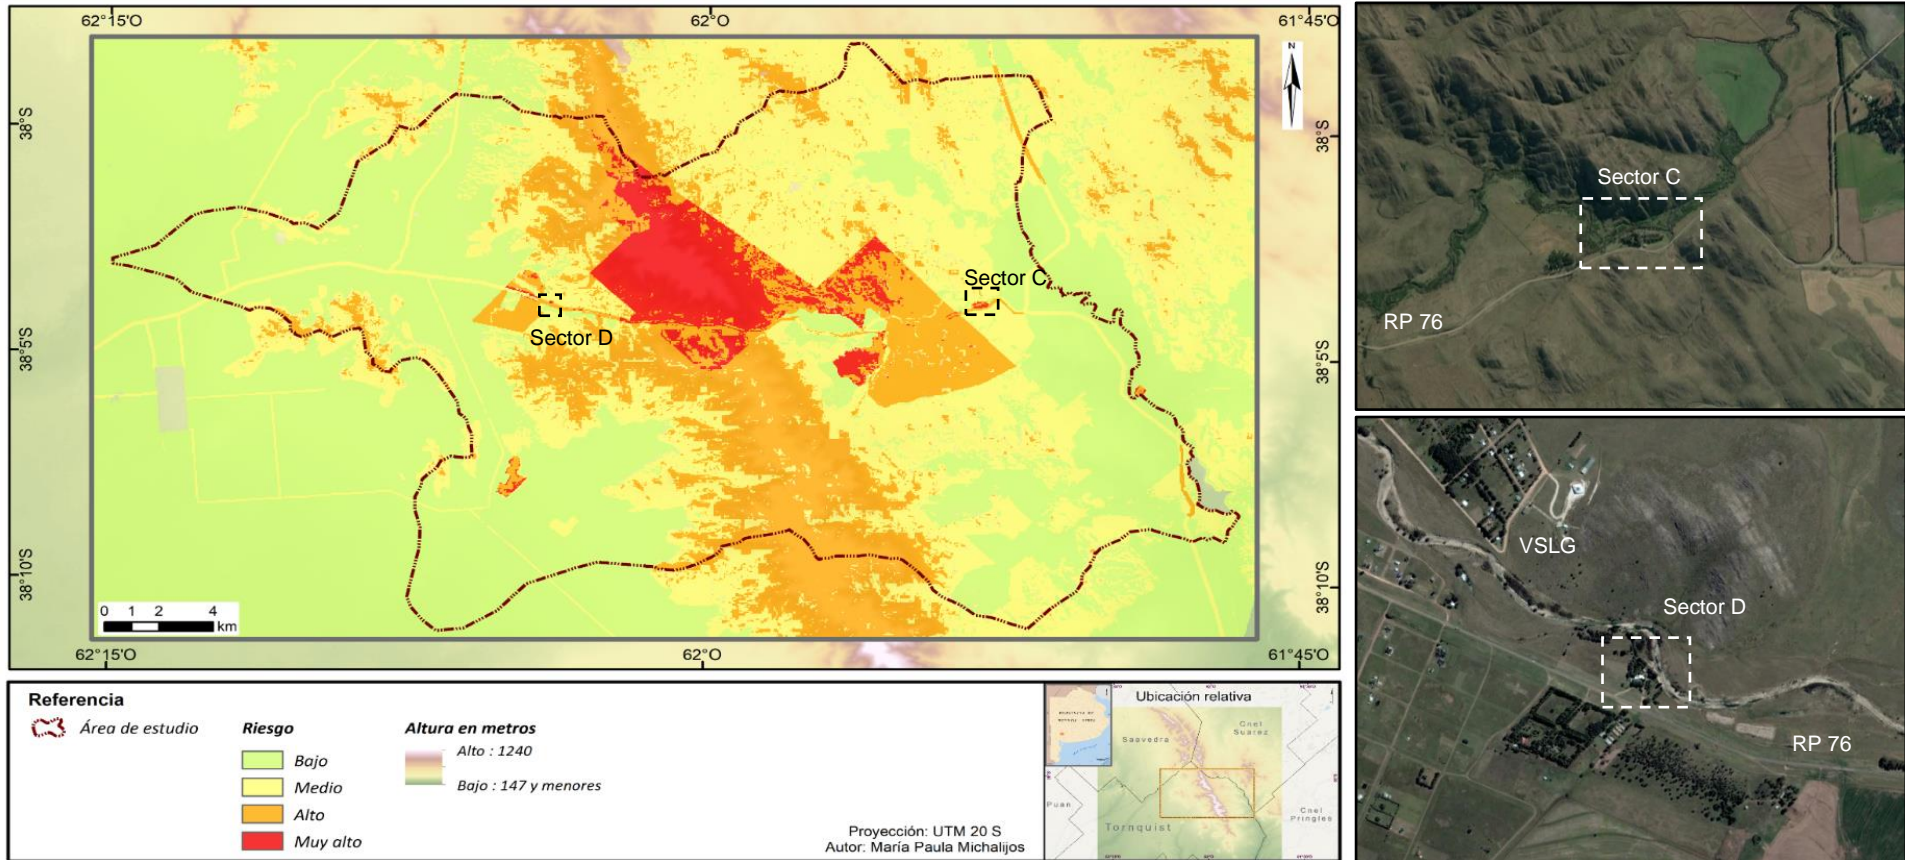 62°15'O
62°O
61°45'O
N
38°S
38°S
Sector C
Sector D
38°5'S
38°5'S
38°10'S
38°10'S
0 1 2 4
km
62°15'O
62°O
61°45'O
Sector C
RP 76
VSLG
Sector D
RP 76
Referencia
Área de estudio
Riesgo
Bajo
Medio
Alto
Muy alto
Altura en metros
Alto : 1240
Bajo : 147 y menores
Proyección: UTM 20 S
Autor: María Paula Michalijos
Ubicación relativa
Saavedra
Cnel
Suarez
Puan
Tornquist
Cnel
Pringles